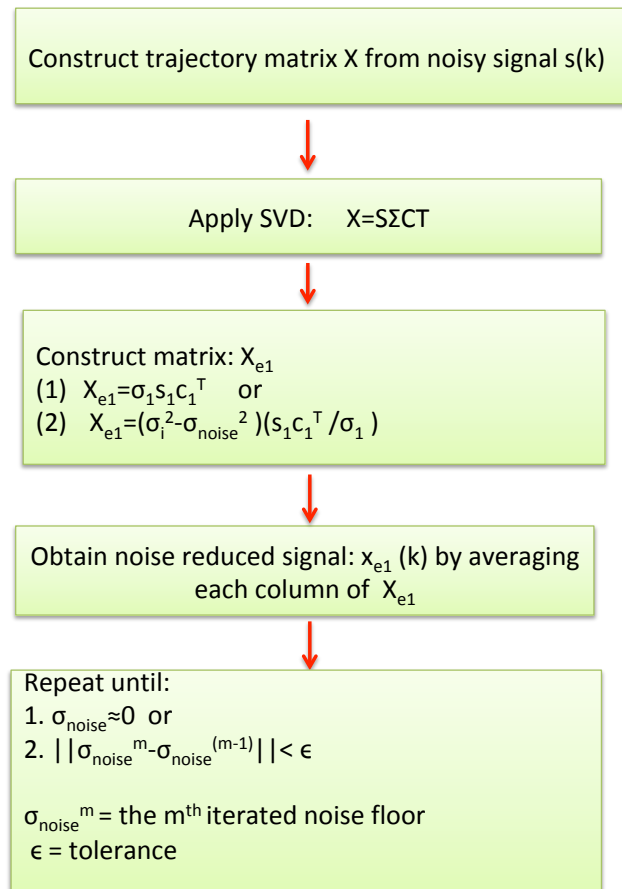 Construct trajectory matrix X from noisy signal s(k)
Apply SVD: X=SΣCT
Construct matrix: Xₑ₁
(1) Xₑ₁=σ₁s₁c₁ᵀ or
(2) Xₑ₁=(σᵢ²-σₙₒᵢₛₑ²)(s₁c₁ᵀ/σ₁ )
Obtain noise reduced signal: xₑ₁ (k) by averaging
each column of Xₑ₁
Repeat until:
1. σₙₒᵢₛₑ≈0 or
2. ||σₙₒᵢₛₑᵐ-σₙₒᵢₛₑ⁽ᵐ⁻¹⁾||< ϵ
σₙₒᵢₛₑᵐ = the mᵗʰ iterated noise floor
ϵ = tolerance